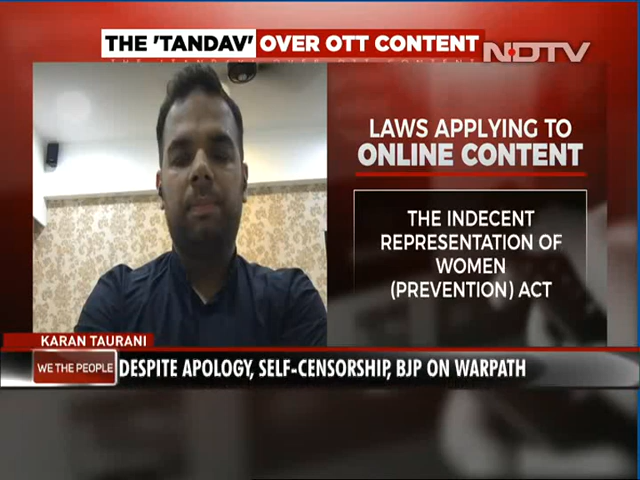 THE 'TANDAV' OVER OTT CONTENT
NDTV
LAWS APPLYING TO
ONLINE CONTENT
THE INDECENT
REPRESENTATION OF
WOMEN
(PREVENTION) ACT
KARAN TAURANI
WE THE PEOPLE
DESPITE APOLOGY, SELF-CENSORSHIP, BJP ON WARPATH